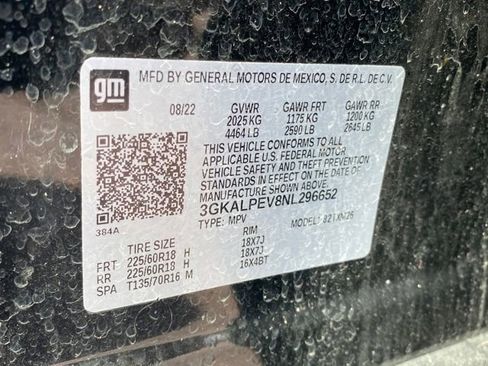 gm
MFD BY GENERAL MOTORS DE MEXICO, S. DE R.L. DE C.V.
08/22 GVWR GAWR FRT GAWR RR
2025 KG 1175 KG 1200 KG
4464 LB 2590 LB 2645 LB
THIS VEHICLE CONFORMS TO ALL
APPLICABLE U.S. FEDERAL MOTOR
VEHICLE SAFETY AND THEFT PREVENTION
STANDARDS IN EFFECT ON THE DATE OF
MANUFACTURE SHOWN ABOVE.
3GKALPEV8NL296652
TYPE: MPV MODEL:
384A
TIRE SIZE RIM
FRT 225/60R18 H 18X7J
RR 225/60R18 H 18X7J
SPA T135/70R16 M 16X4BT